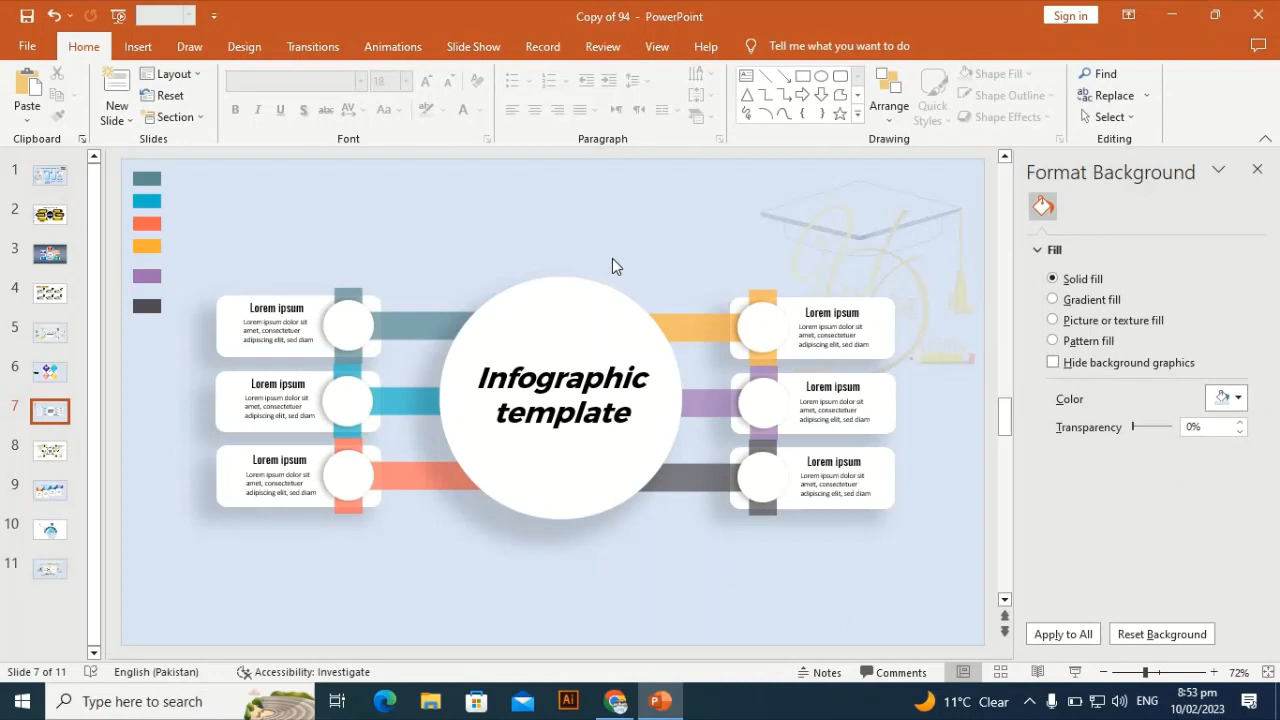 Copy of 94 - PowerPoint
Sign in
File Home Insert Draw Design Transitions Animations Slide Show Record Review View Help Tell me what you want to do
Paste
Clipboard
New Slide
Layout
Reset
Section
Slides
18
B I U S abc AV Aa A
Font
Paragraph
Arrange
Quick Styles
Shape Fill
Shape Outline
Shape Effects
Drawing
Find
Replace
Select
Editing
1
2
3
4
5
6
7
8
9
10
11
Lorem ipsum
Lorem ipsum dolor sit
amet, consectetuer
adipiscing elit, sed diam
Lorem ipsum
Lorem ipsum dolor sit
amet, consectetuer
adipiscing elit, sed diam
Lorem ipsum
Lorem ipsum dolor sit
amet, consectetuer
adipiscing elit, sed diam
Infographic
template
Lorem ipsum
Lorem ipsum dolor sit
amet, consectetuer
adipiscing elit, sed diam
Lorem ipsum
Lorem ipsum dolor sit
amet, consectetuer
adipiscing elit, sed diam
Lorem ipsum
Lorem ipsum dolor sit
amet, consectetuer
adipiscing elit, sed diam
Format Background
Fill
Solid fill
Gradient fill
Picture or texture fill
Pattern fill
Hide background graphics
Color
Transparency 0%
Apply to All Reset Background
Slide 7 of 11 English (Pakistan) Accessibility: Investigate Notes Comments 72%
Type here to search
Ai
11°C Clear ENG
8:53 pm
10/02/2023